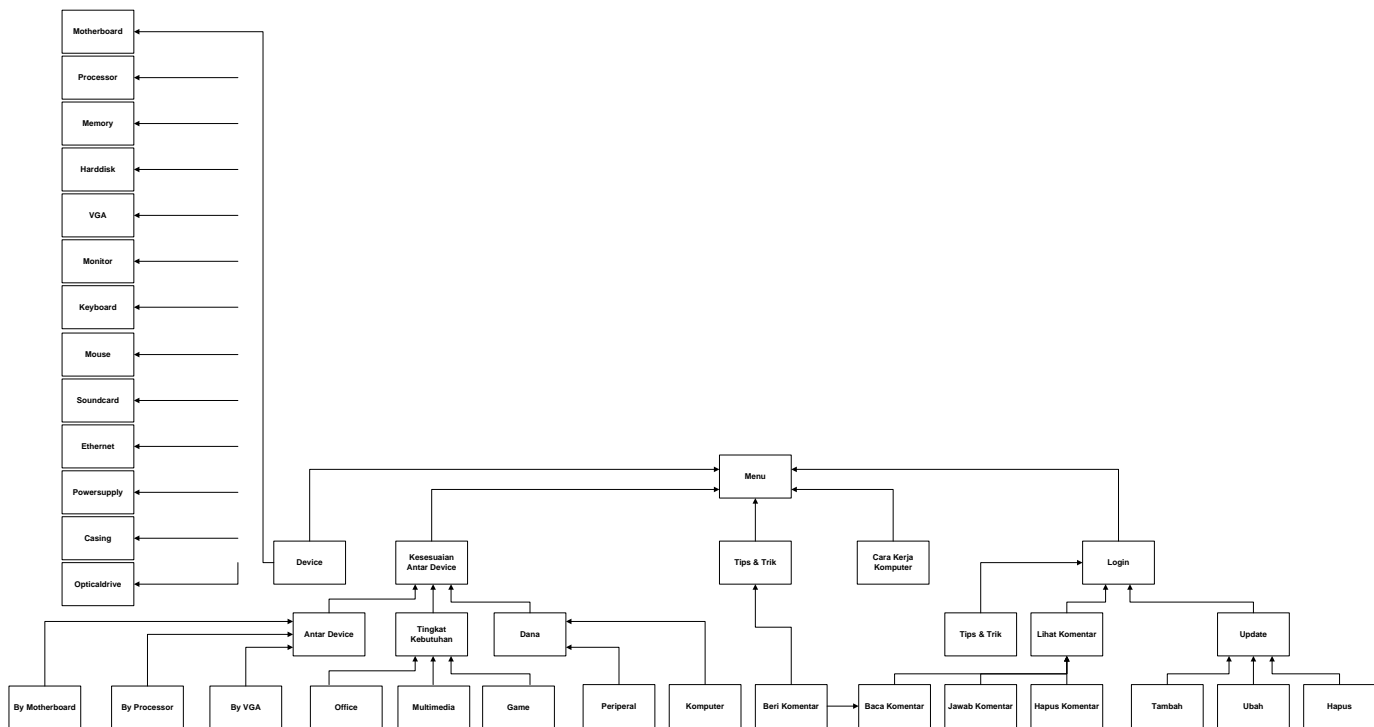 Motherboard
Processor
Memory
Harddisk
VGA
Monitor
Keyboard
Mouse
Soundcard
Ethernet
Powersupply
Casing
Opticaldrive
Menu
Device
Kesesuaian
Antar Device
Tips & Trik
Cara Kerja
Komputer
Login
Antar Device
Tingkat
Kebutuhan
Dana
Tips & Trik
Lihat Komentar
Update
By Motherboard
By Processor
By VGA
Office
Multimedia
Game
Periperal
Komputer
Beri Komentar
Baca Komentar
Jawab Komentar
Hapus Komentar
Tambah
Ubah
Hapus